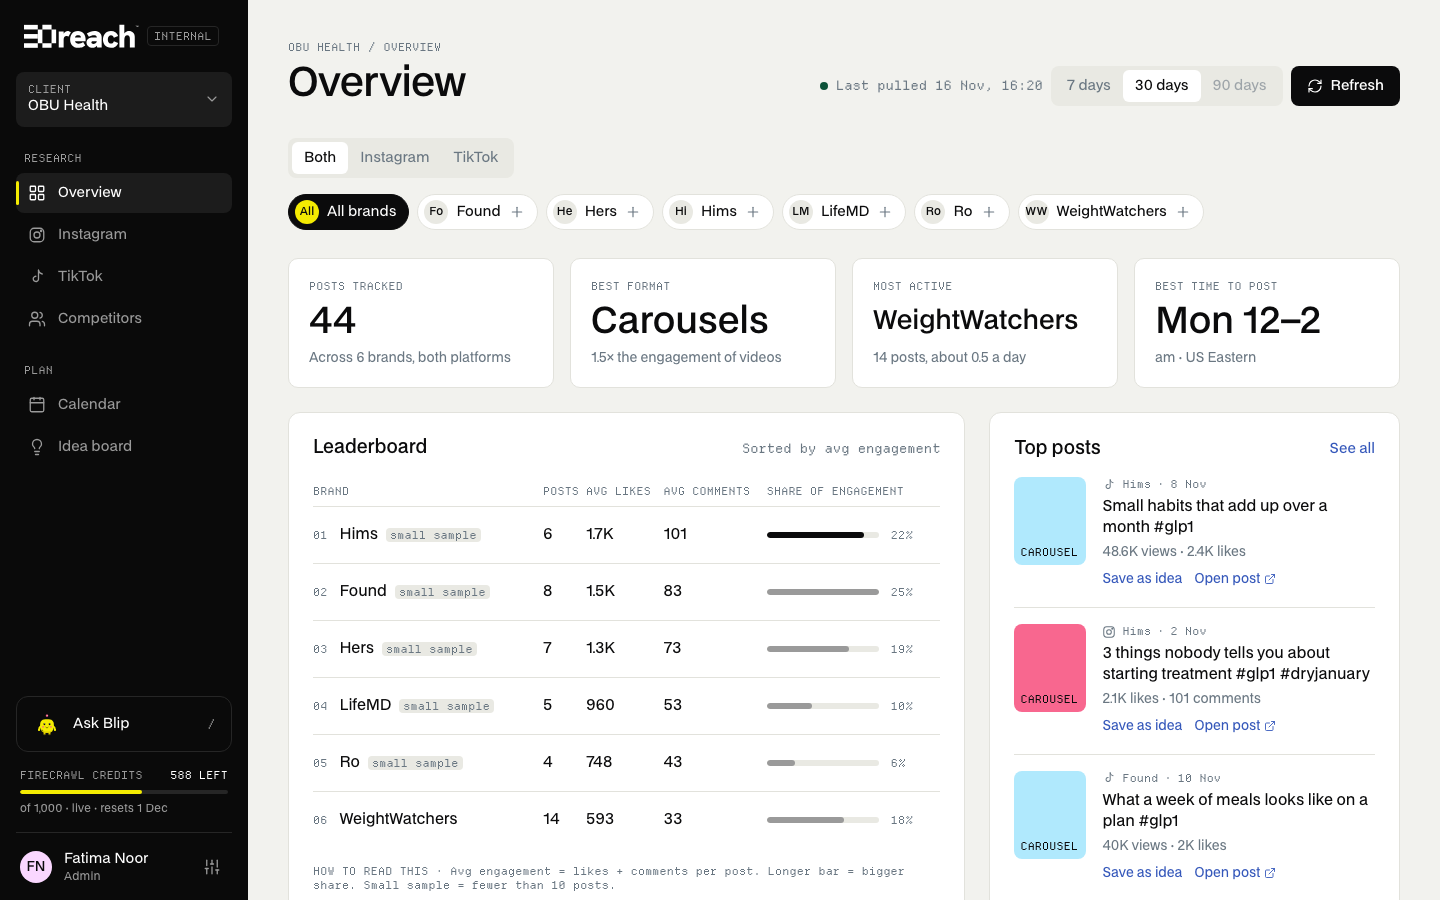 reach
INTERNAL
CLIENT
OBU Health
RESEARCH
Overview
Instagram
TikTok
Competitors
PLAN
Calendar
Idea board
Ask Blip /
FIRECRAWL CREDITS 588 LEFT
of 1,000 · live · resets 1 Dec
FN Fatima Noor
Admin
OBU HEALTH / OVERVIEW
Overview
Last pulled 16 Nov, 16:20 7 days 30 days 90 days Refresh
Both Instagram TikTok
All All brands Fo Found He Hers Hi Hims LM LifeMD Ro Ro WW WeightWatchers
POSTS TRACKED
44
Across 6 brands, both platforms
BEST FORMAT
Carousels
1.5× the engagement of videos
MOST ACTIVE
WeightWatchers
14 posts, about 0.5 a day
BEST TIME TO POST
Mon 12–2
am · US Eastern
Leaderboard Sorted by avg engagement
BRAND POSTS AVG LIKES AVG COMMENTS SHARE OF ENGAGEMENT
01 Hims small sample 6 1.7K 101 22%
02 Found small sample 8 1.5K 83 25%
03 Hers small sample 7 1.3K 73 19%
04 LifeMD small sample 5 960 53 10%
05 Ro small sample 4 748 43 6%
06 WeightWatchers 14 593 33 18%
HOW TO READ THIS · Avg engagement = likes + comments per post. Longer bar = bigger
share. Small sample = fewer than 10 posts.
Top posts See all
CAROUSEL
Hims · 8 Nov
Small habits that add up over a
month #glp1
48.6K views · 2.4K likes
Save as idea Open post
CAROUSEL
Hims · 2 Nov
3 things nobody tells you about
starting treatment #glp1 #dryjanuary
2.1K likes · 101 comments
Save as idea Open post
CAROUSEL
Found · 10 Nov
What a week of meals looks like on a
plan #glp1
40K views · 2K likes
Save as idea Open post